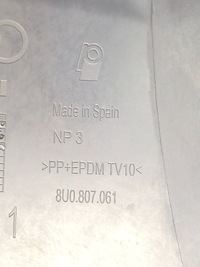 Made in Spain
NP 3
>PP+EPDM TV10<
8U0.807.061
1